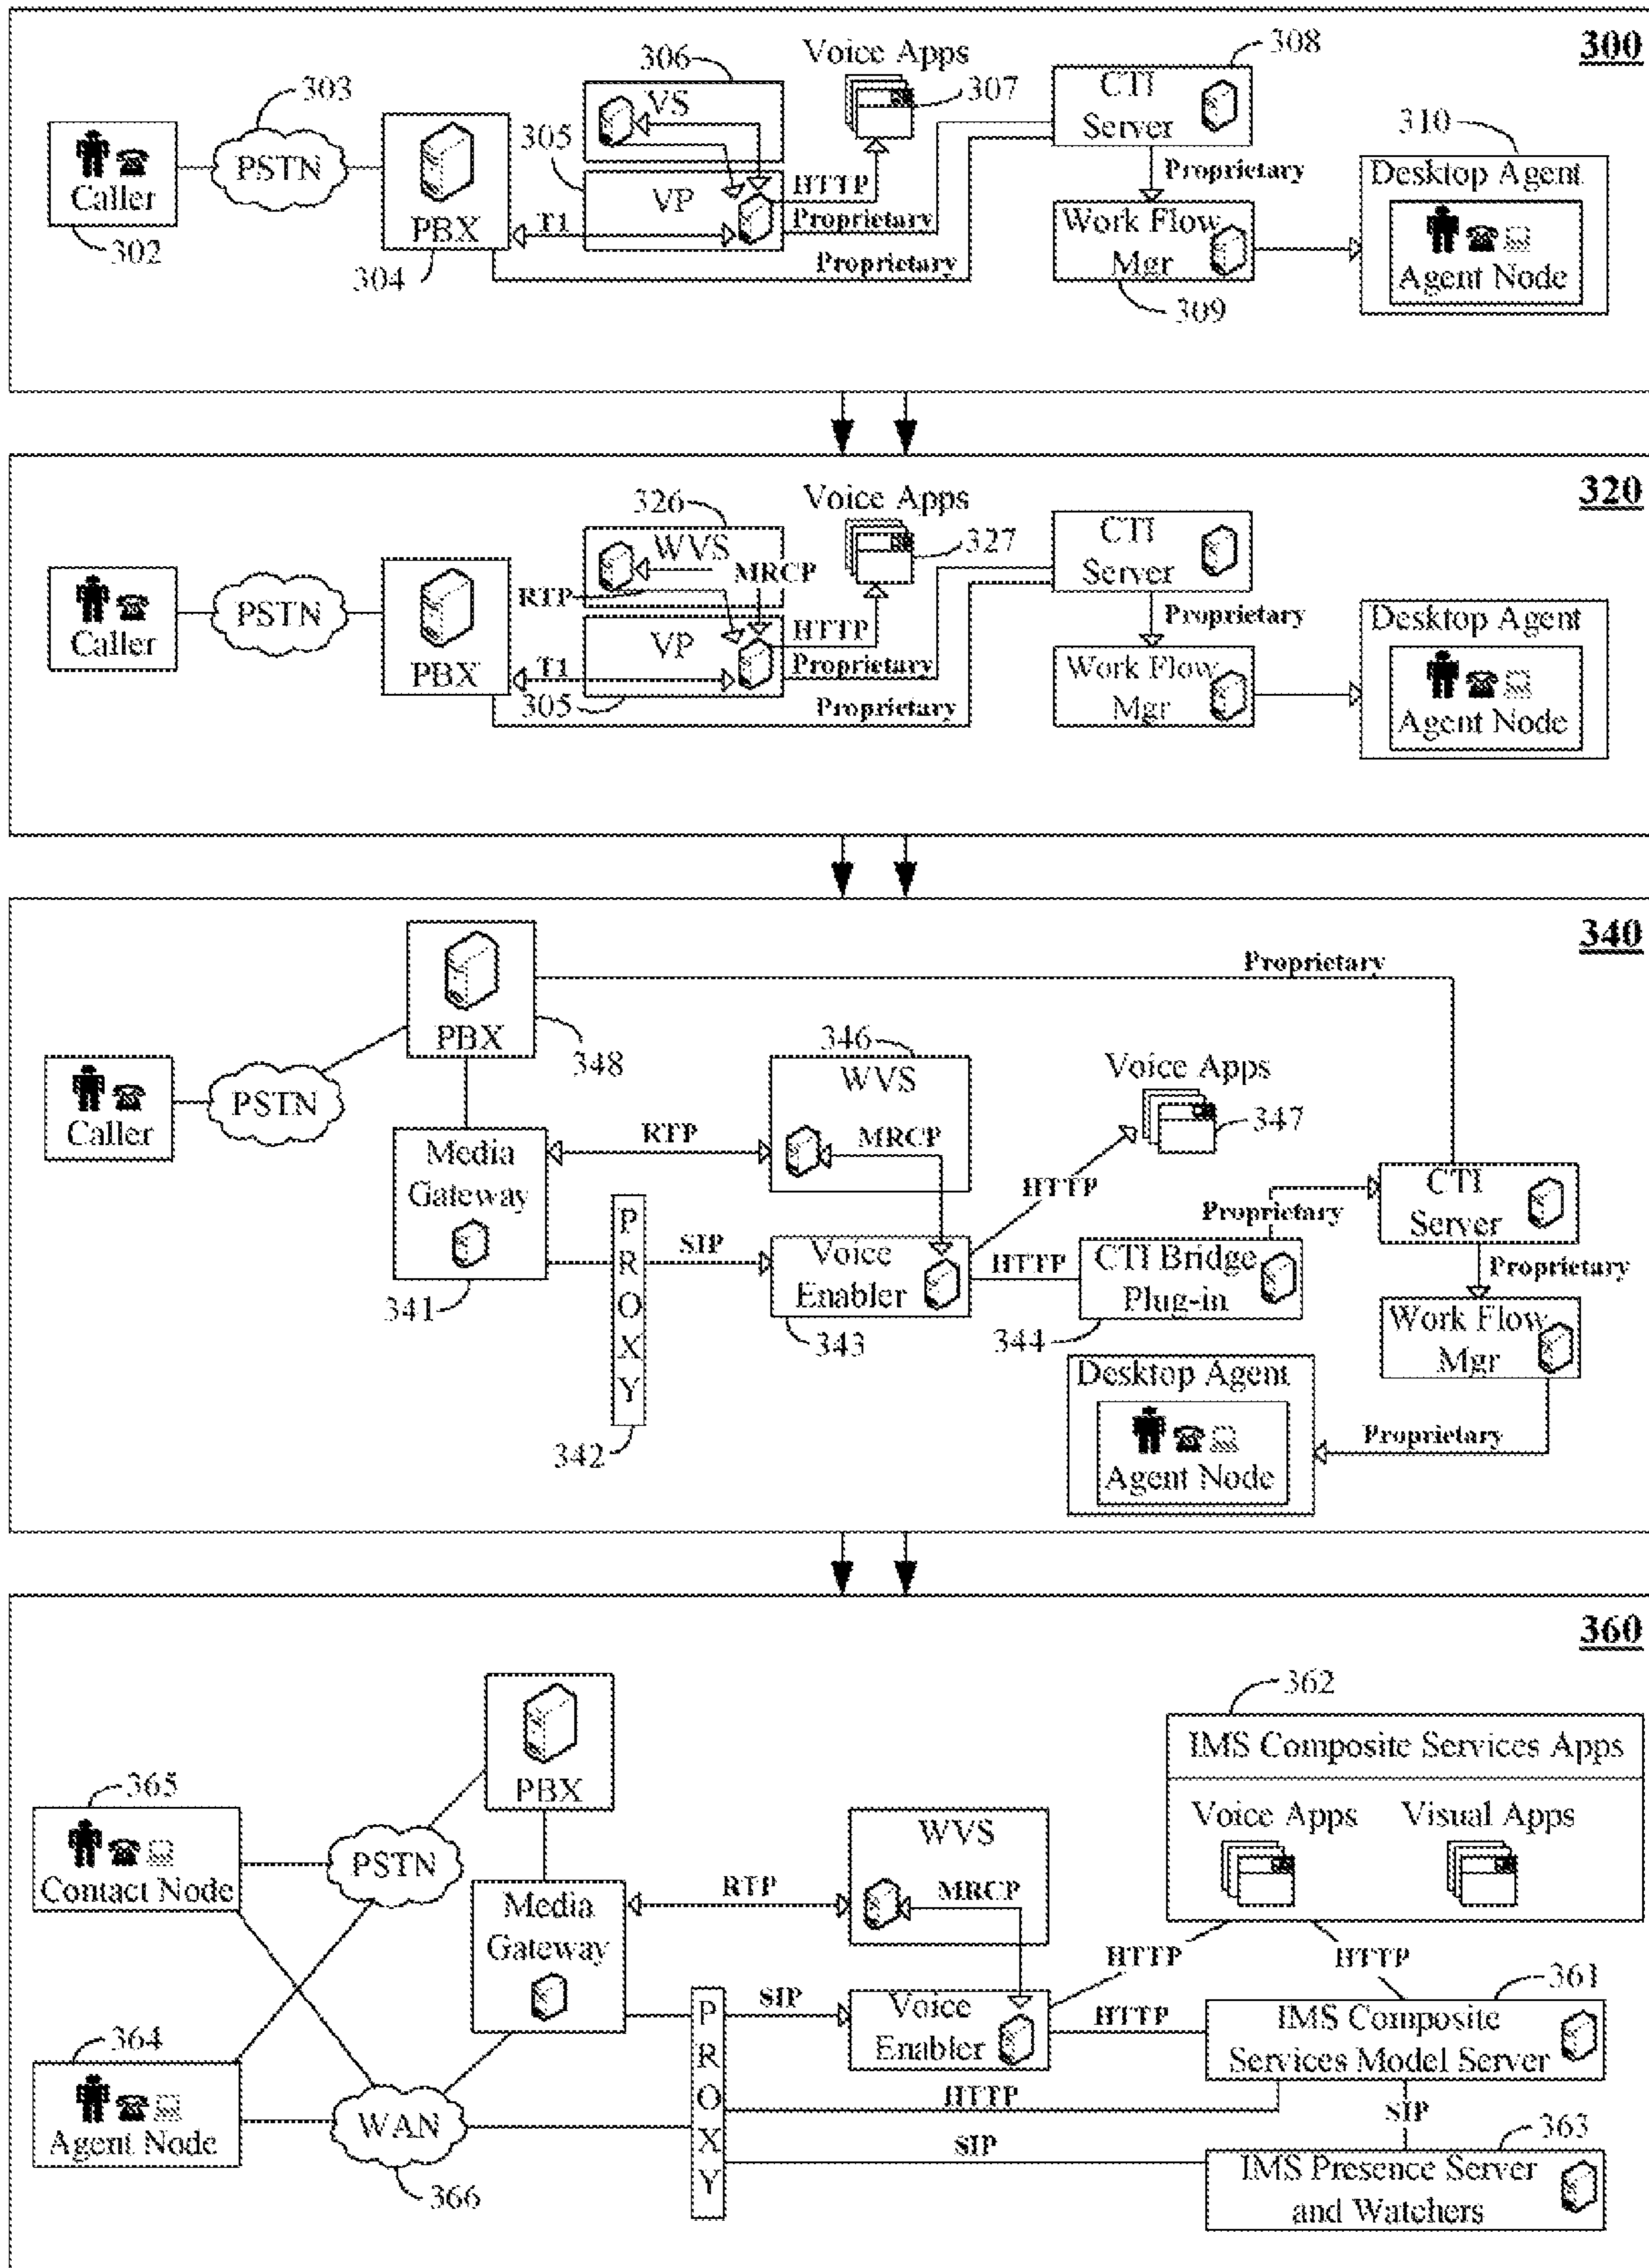 300
306
Voice Apps
308
303
VS
307
CTI
Server
310
305
PSTN
Proprietary
Desktop Agent
Caller
VP
HTTP
PBX
T1
Proprietary
Work Flow
Mgr
302
304
Proprietary
309
Agent Node
320
326
Voice Apps
WVS
327
CTI
Server
MRCP
RTP
PSTN
Proprietary
Desktop Agent
Caller
VP
HTTP
PBX
T1
Proprietary
Work Flow
Mgr
305
Proprietary
Agent Node
340
Proprietary
PBX
348
346
WVS
Voice Apps
347
PSTN
Caller
Media
Gateway
RTP
MRCP
HTTP
CTI
Server
Proprietary
341
PROXY
SIP
Voice
Enabler
HTTP
CTI Bridge
Plug-in
Proprietary
343
344
Work Flow
Mgr
342
Desktop Agent
Agent Node
Proprietary
360
362
IMS Composite Services Apps
PBX
365
Voice Apps
Visual Apps
WVS
Contact Node
PSTN
Media
Gateway
RTP
MRCP
HTTP
HTTP
361
364
PROXY
SIP
Voice
Enabler
HTTP
IMS Composite
Services Model Server
Agent Node
WAN
HTTP
SIP
363
366
SIP
IMS Presence Server
and Watchers